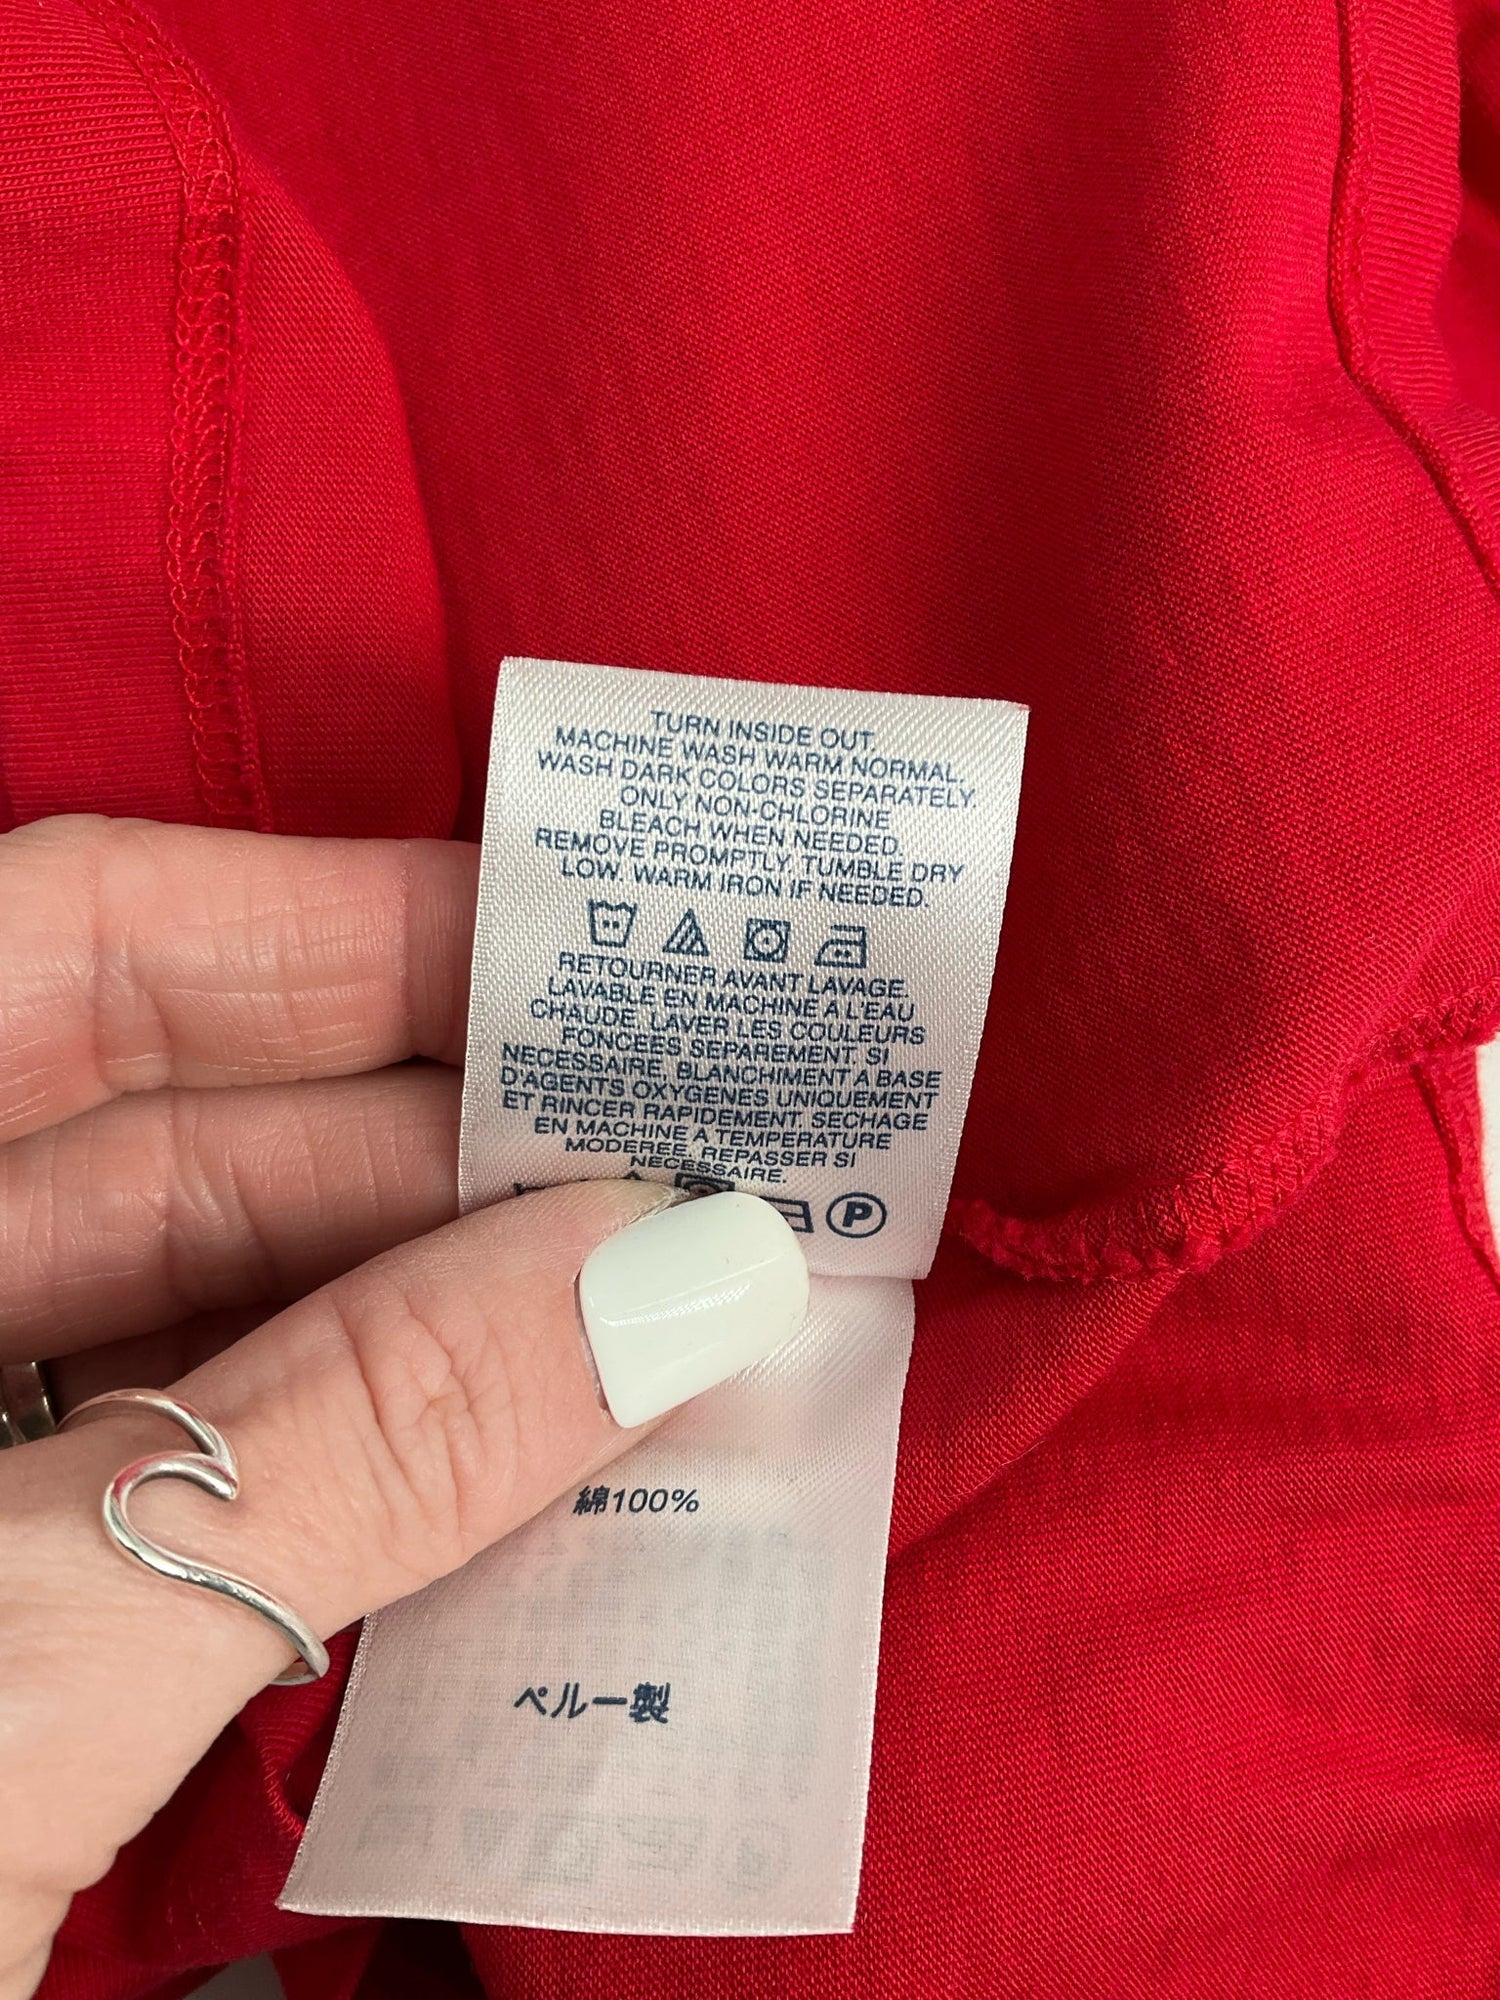 TURN INSIDE OUT.
MACHINE WASH WARM NORMAL.
WASH DARK COLORS SEPARATELY.
ONLY NON-CHLORINE
BLEACH WHEN NEEDED.
REMOVE PROMPTLY. TUMBLE DRY
LOW. WARM IRON IF NEEDED.
RETOURNER AVANT LAVAGE.
LAVABLE EN MACHINE A L'EAU
CHAUDE. LAVER LES COULEURS
FONCEES SEPAREMENT. SI
NECESSAIRE, BLANCHIMENT A BASE
D'AGENTS OXYGENES UNIQUEMENT
ET RINCER RAPIDEMENT. SECHAGE
EN MACHINE A TEMPERATURE
MODEREE. REPASSER SI
NECESSAIRE.
P
綿100%
ペルー製